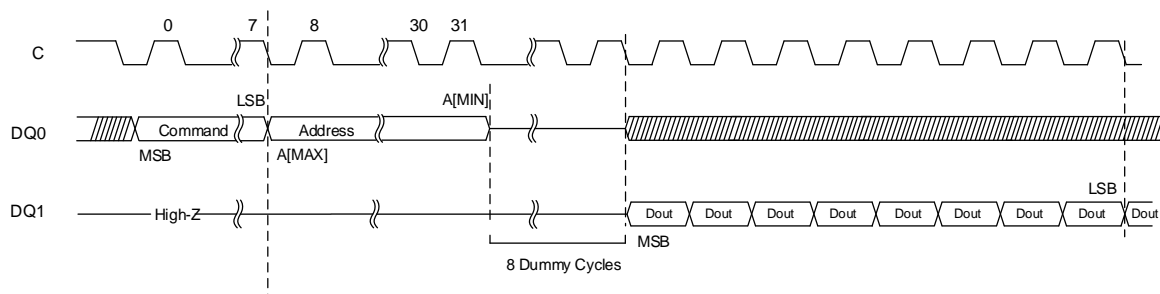 0 7 8 30 31
C
LSB A[MIN]
DQ0 Command Address
MSB A[MAX]
LSB
DQ1 High-Z Dout Dout Dout Dout Dout Dout Dout Dout Dout
MSB
8 Dummy Cycles